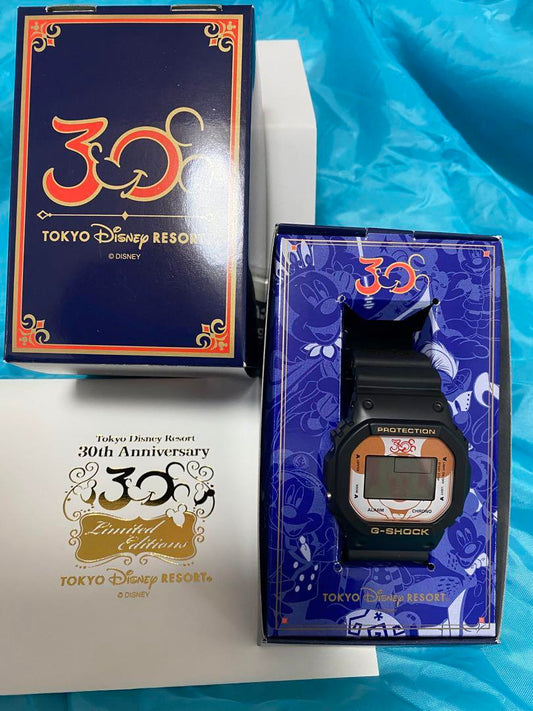 30
TOKYO Disney RESORT
© DISNEY
Tokyo Disney Resort
30th Anniversary
30
Limited
Editions
TOKYO Disney RESORT®
© DISNEY
30
PROTECTION
30
ALARM CHRONO
G-SHOCK
TOKYO Disney RESORT